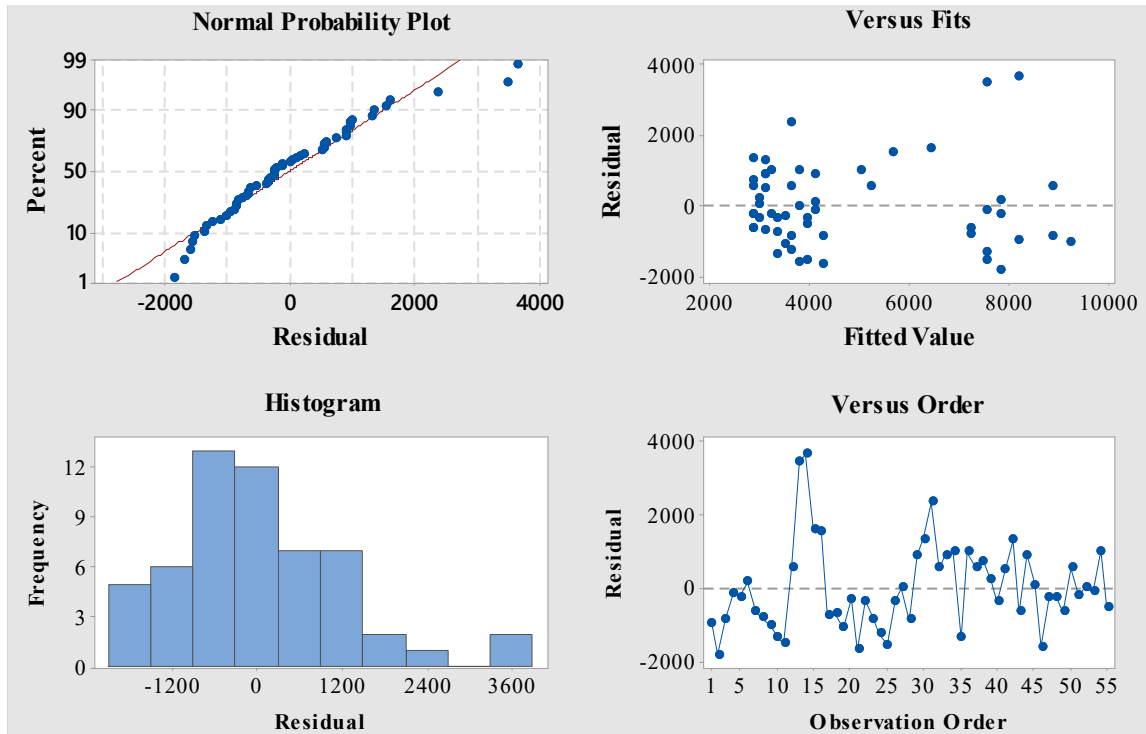 Normal Probability Plot
99
90
50
10
1
Percent
-2000 0 2000 4000
Residual
Versus Fits
4000
2000
0
-2000
Residual
2000 4000 6000 8000 10000
Fitted Value
Histogram
12
9
6
3
0
Frequency
-1200 0 1200 2400 3600
Residual
Versus Order
4000
2000
0
-2000
Residual
1 5 10 15 20 25 30 35 40 45 50 55
Observation Order